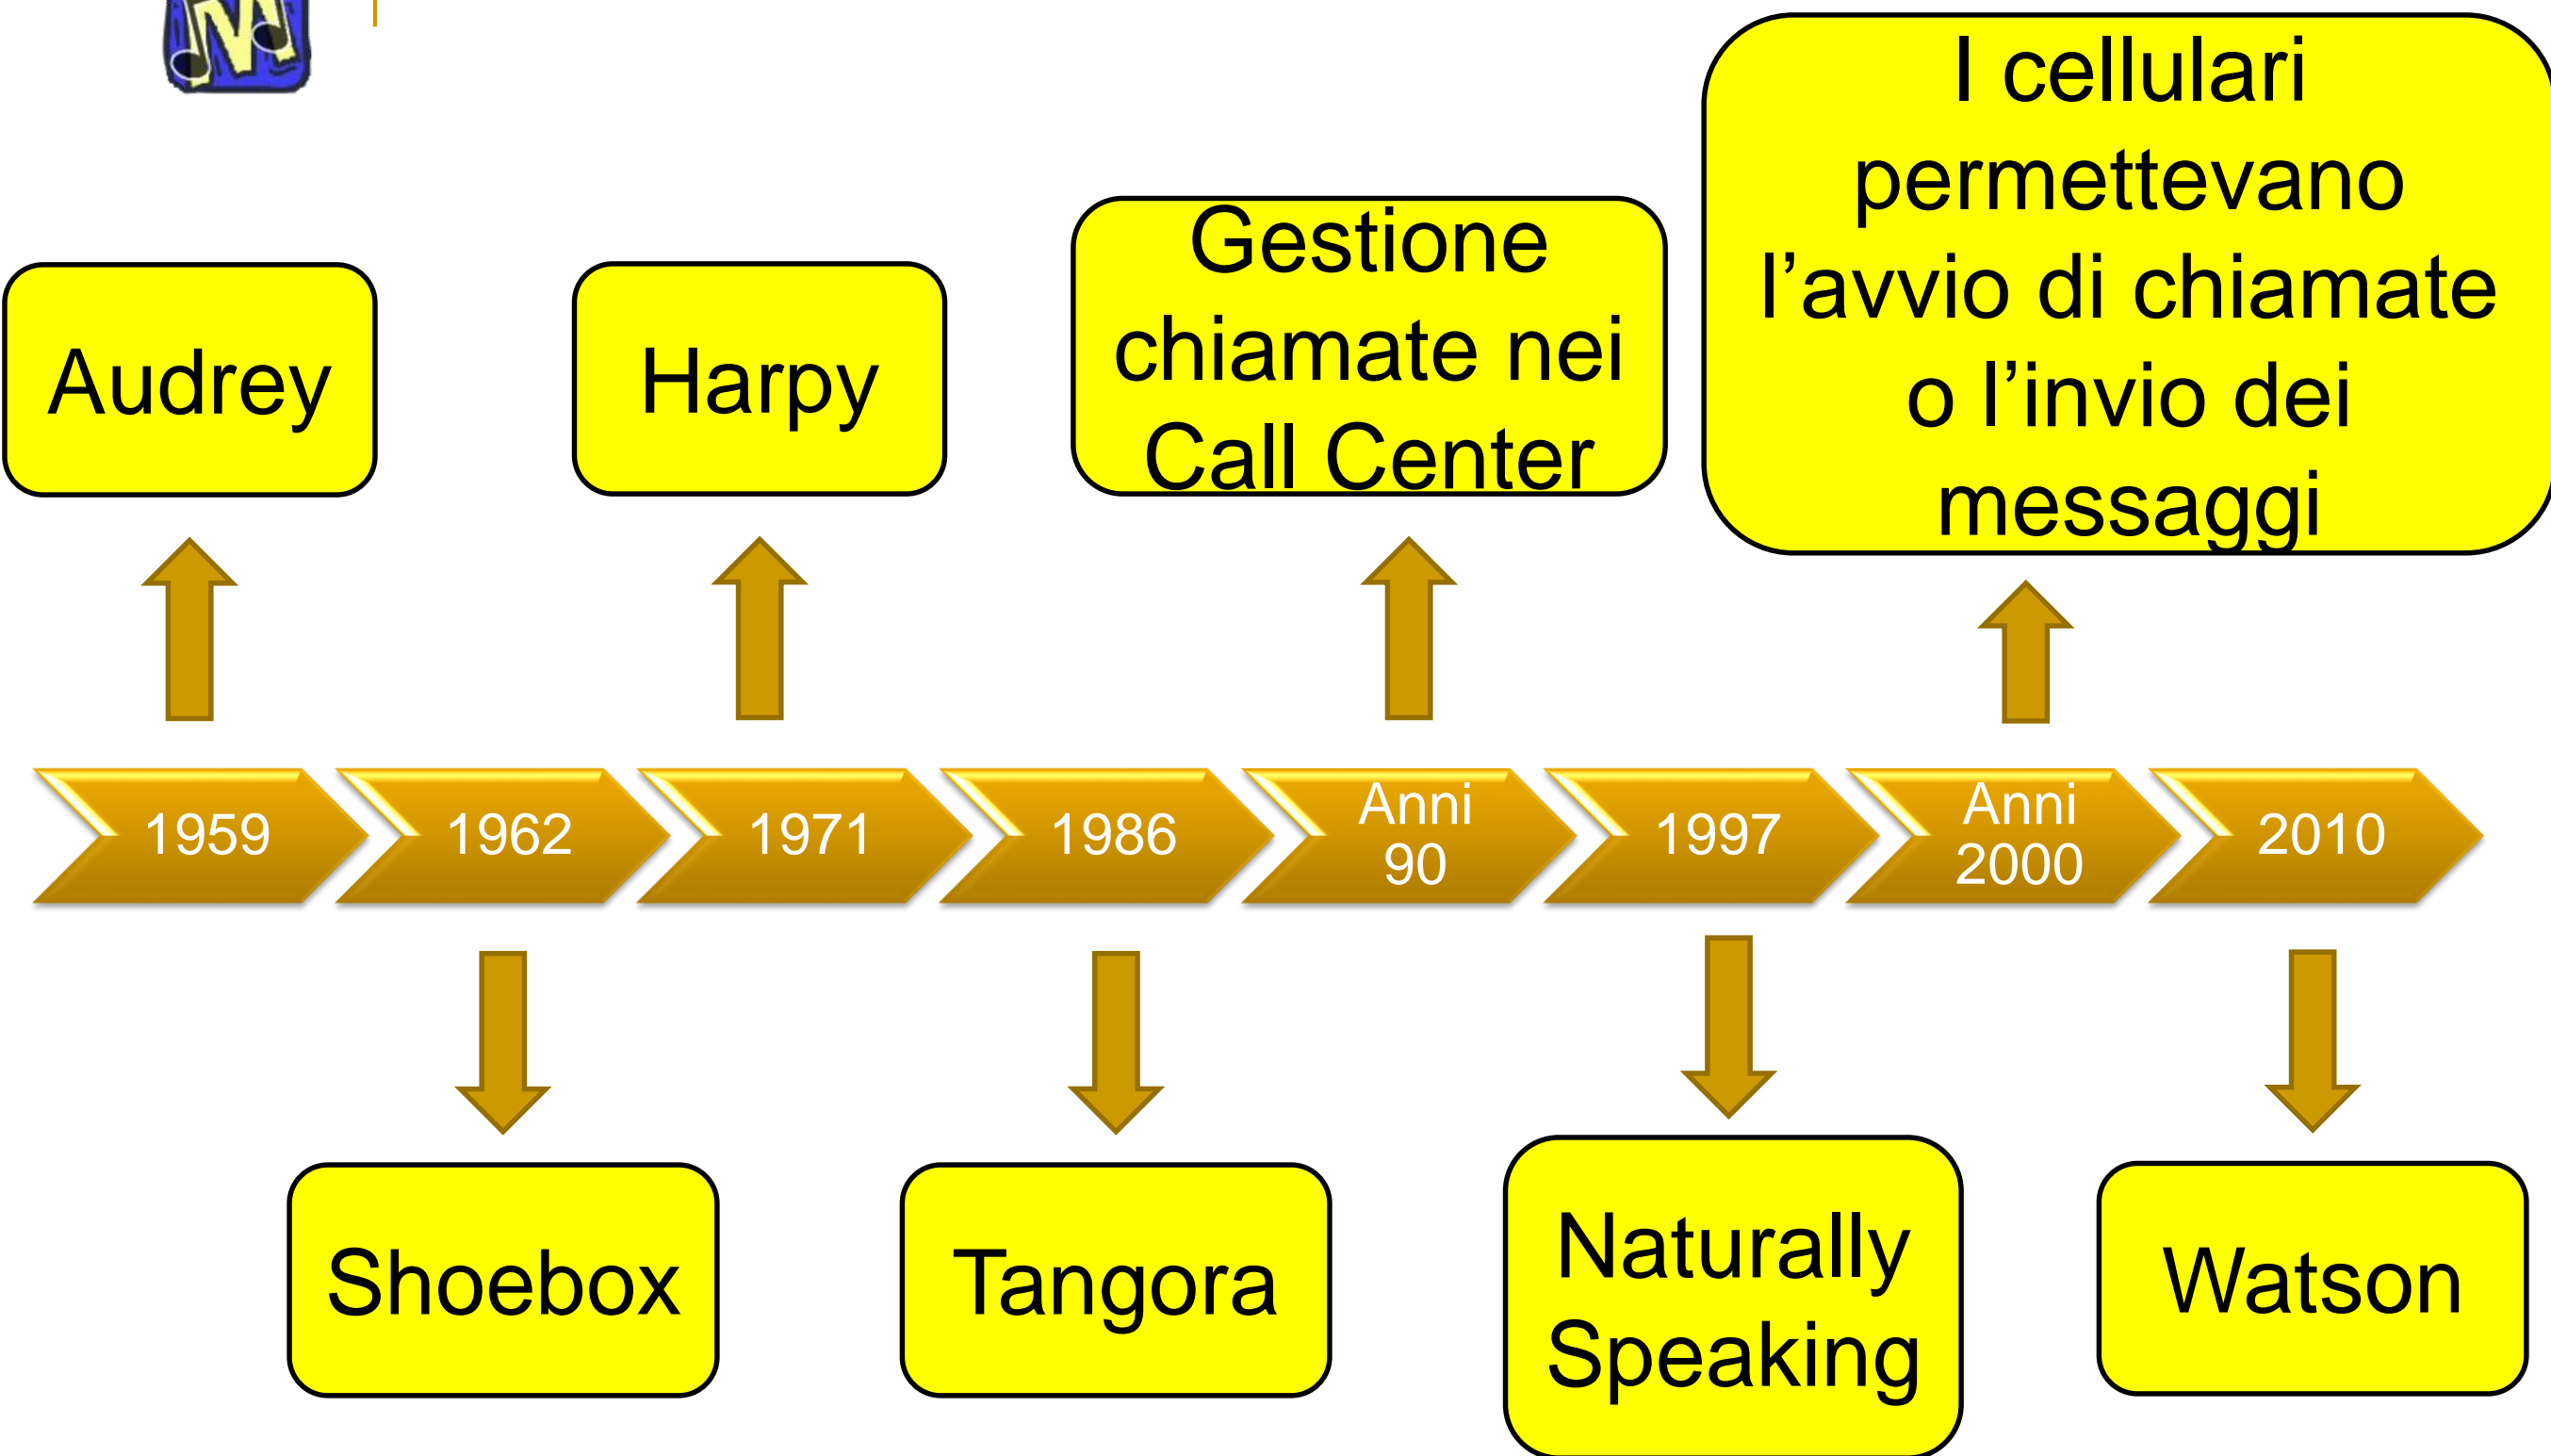 M
I cellulari
permettevano
l’avvio di chiamate
o l’invio dei
messaggi
Gestione
chiamate nei
Call Center
Audrey
Harpy
1959
1962
1971
1986
Anni
90
1997
Anni
2000
2010
Shoebox
Tangora
Naturally
Speaking
Watson